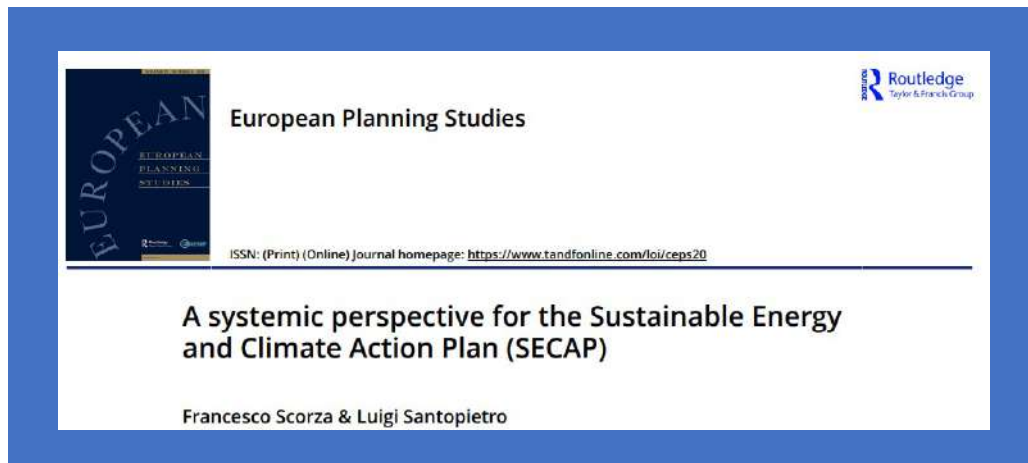 EUROPEAN
EUROPEAN
PLANNING
STUDIES
Routledge
Routledge
Taylor & Francis Group
European Planning Studies
ISSN: (Print) (Online) Journal homepage: https://www.tandfonline.com/loi/ceps20
A systemic perspective for the Sustainable Energy
and Climate Action Plan (SECAP)
Francesco Scorza & Luigi Santopietro